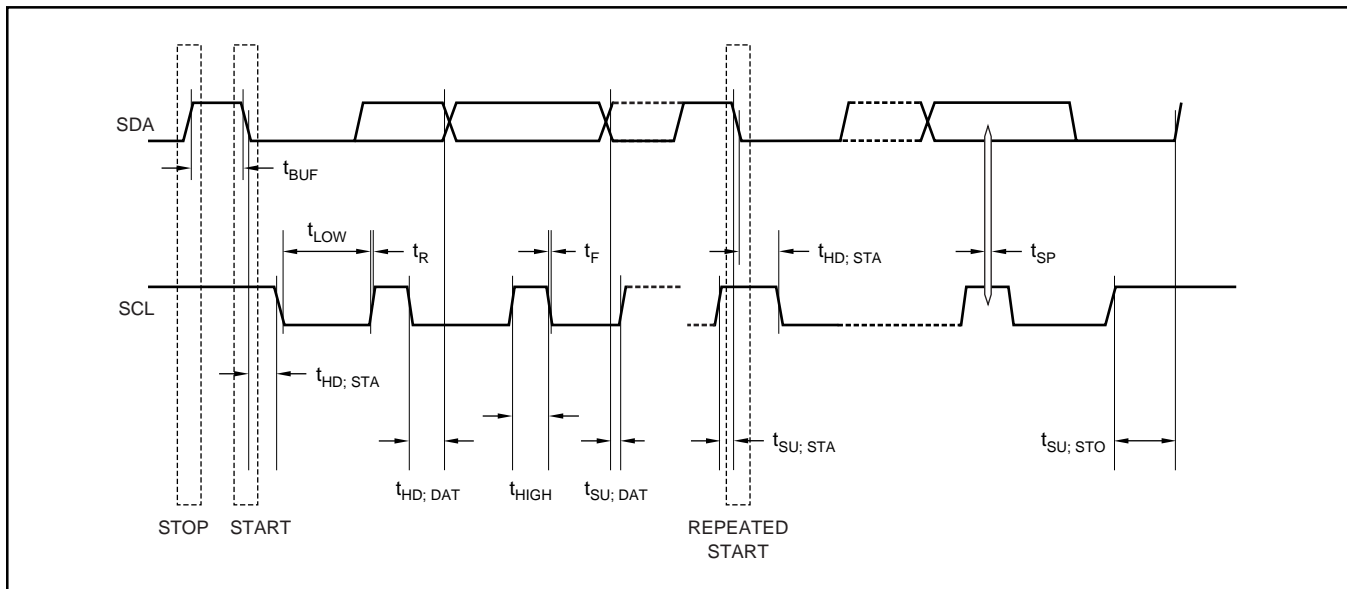 SDA
tBUF
tLOW
tR
tF
tHD; STA
tSP
SCL
tHD; STA
tSU; STA
tSU; STO
tHD; DAT
tHIGH
tSU; DAT
STOP
START
REPEATED
START